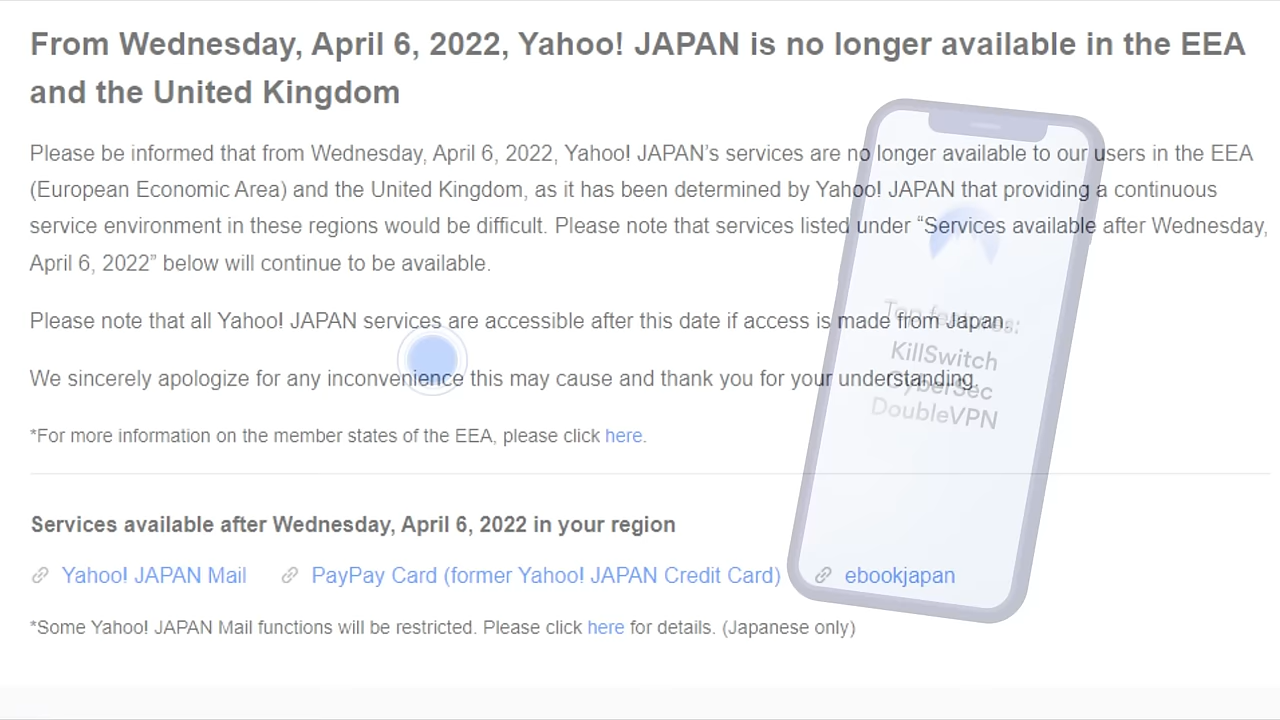 From Wednesday, April 6, 2022, Yahoo! JAPAN is no longer available in the EEA
and the United Kingdom
Please be informed that from Wednesday, April 6, 2022, Yahoo! JAPAN’s services are no longer available to our users in the EEA
(European Economic Area) and the United Kingdom, as it has been determined by Yahoo! JAPAN that providing a continuous
service environment in these regions would be difficult. Please note that services listed under “Services available after Wednesday,
April 6, 2022” below will continue to be available.
Please note that all Yahoo! JAPAN services are accessible after this date if access is made from Japan.
We sincerely apologize for any inconvenience this may cause and thank you for your understanding.
*For more information on the member states of the EEA, please click here.
Services available after Wednesday, April 6, 2022 in your region
Yahoo! JAPAN Mail
PayPay Card (former Yahoo! JAPAN Credit Card)
ebookjapan
*Some Yahoo! JAPAN Mail functions will be restricted. Please click here for details. (Japanese only)
Top features:
KillSwitch
CyberSec
DoubleVPN